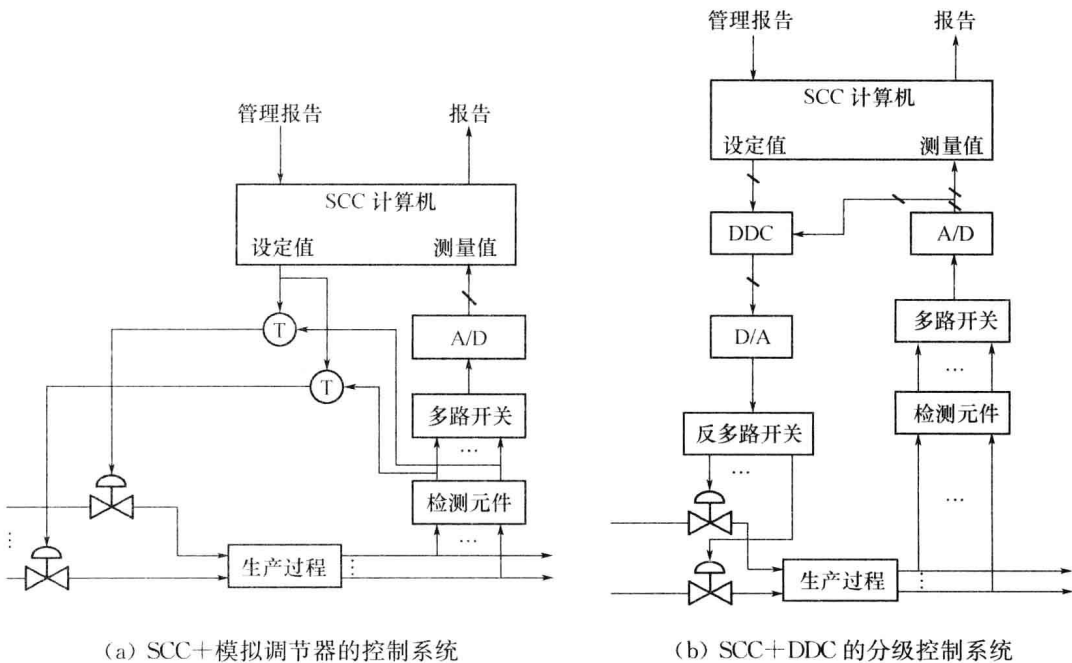 管理报告
报告
SCC 计算机
设定值
测量值
T
A/D
T
多路开关
…
检测元件
⋮
…
生产过程
⋮
(a) SCC+模拟调节器的控制系统
管理报告
报告
SCC 计算机
设定值
测量值
DDC
A/D
D/A
多路开关
…
检测元件
反多路开关
…
…
生产过程
⋮
(b) SCC+DDC 的分级控制系统